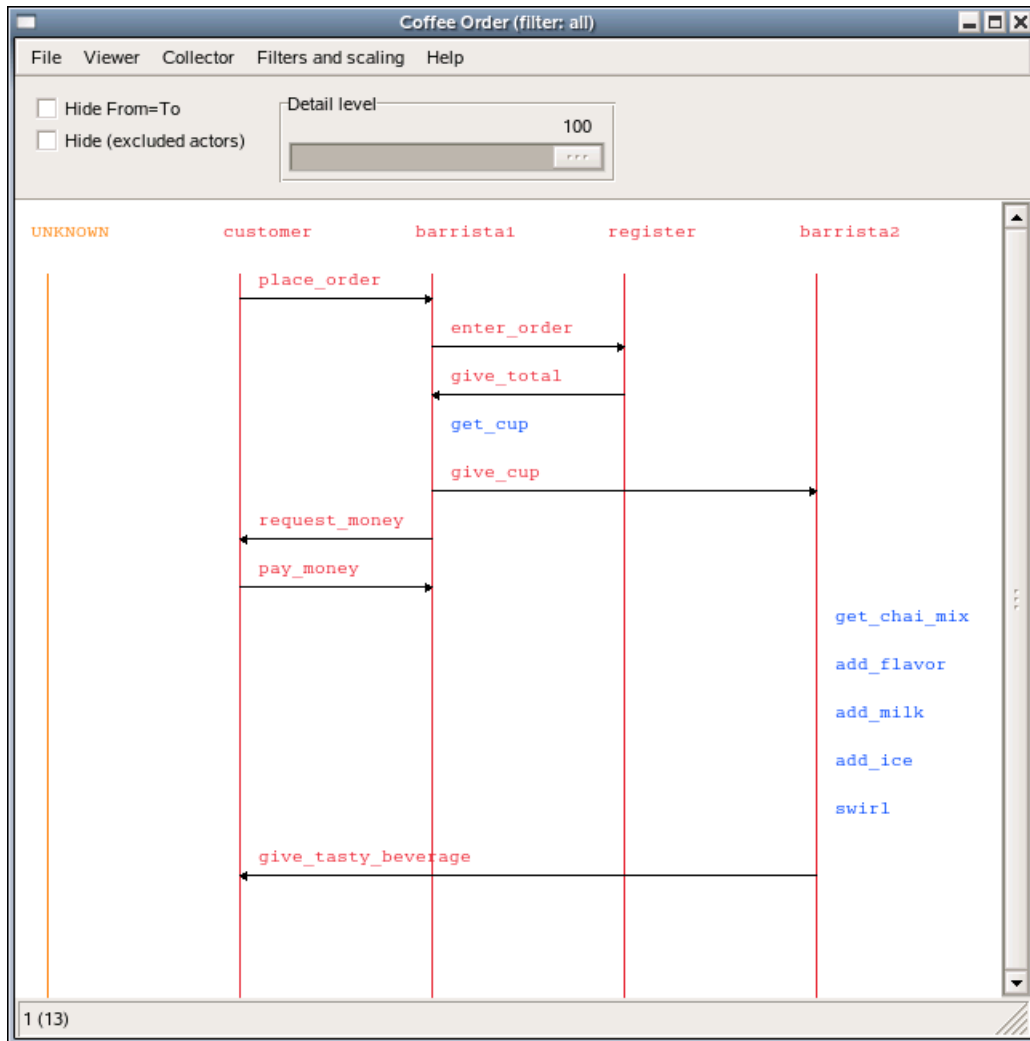 Coffee Order (filter: all)
File Viewer Collector Filters and scaling Help
Hide From=To
Hide (excluded actors)
Detail level
100
UNKNOWN customer barrista1 register barrista2
place_order
enter_order
give_total
get_cup
give_cup
request_money
pay_money
get_chai_mix
add_flavor
add_milk
add_ice
swirl
give_tasty_beverage
1 (13)